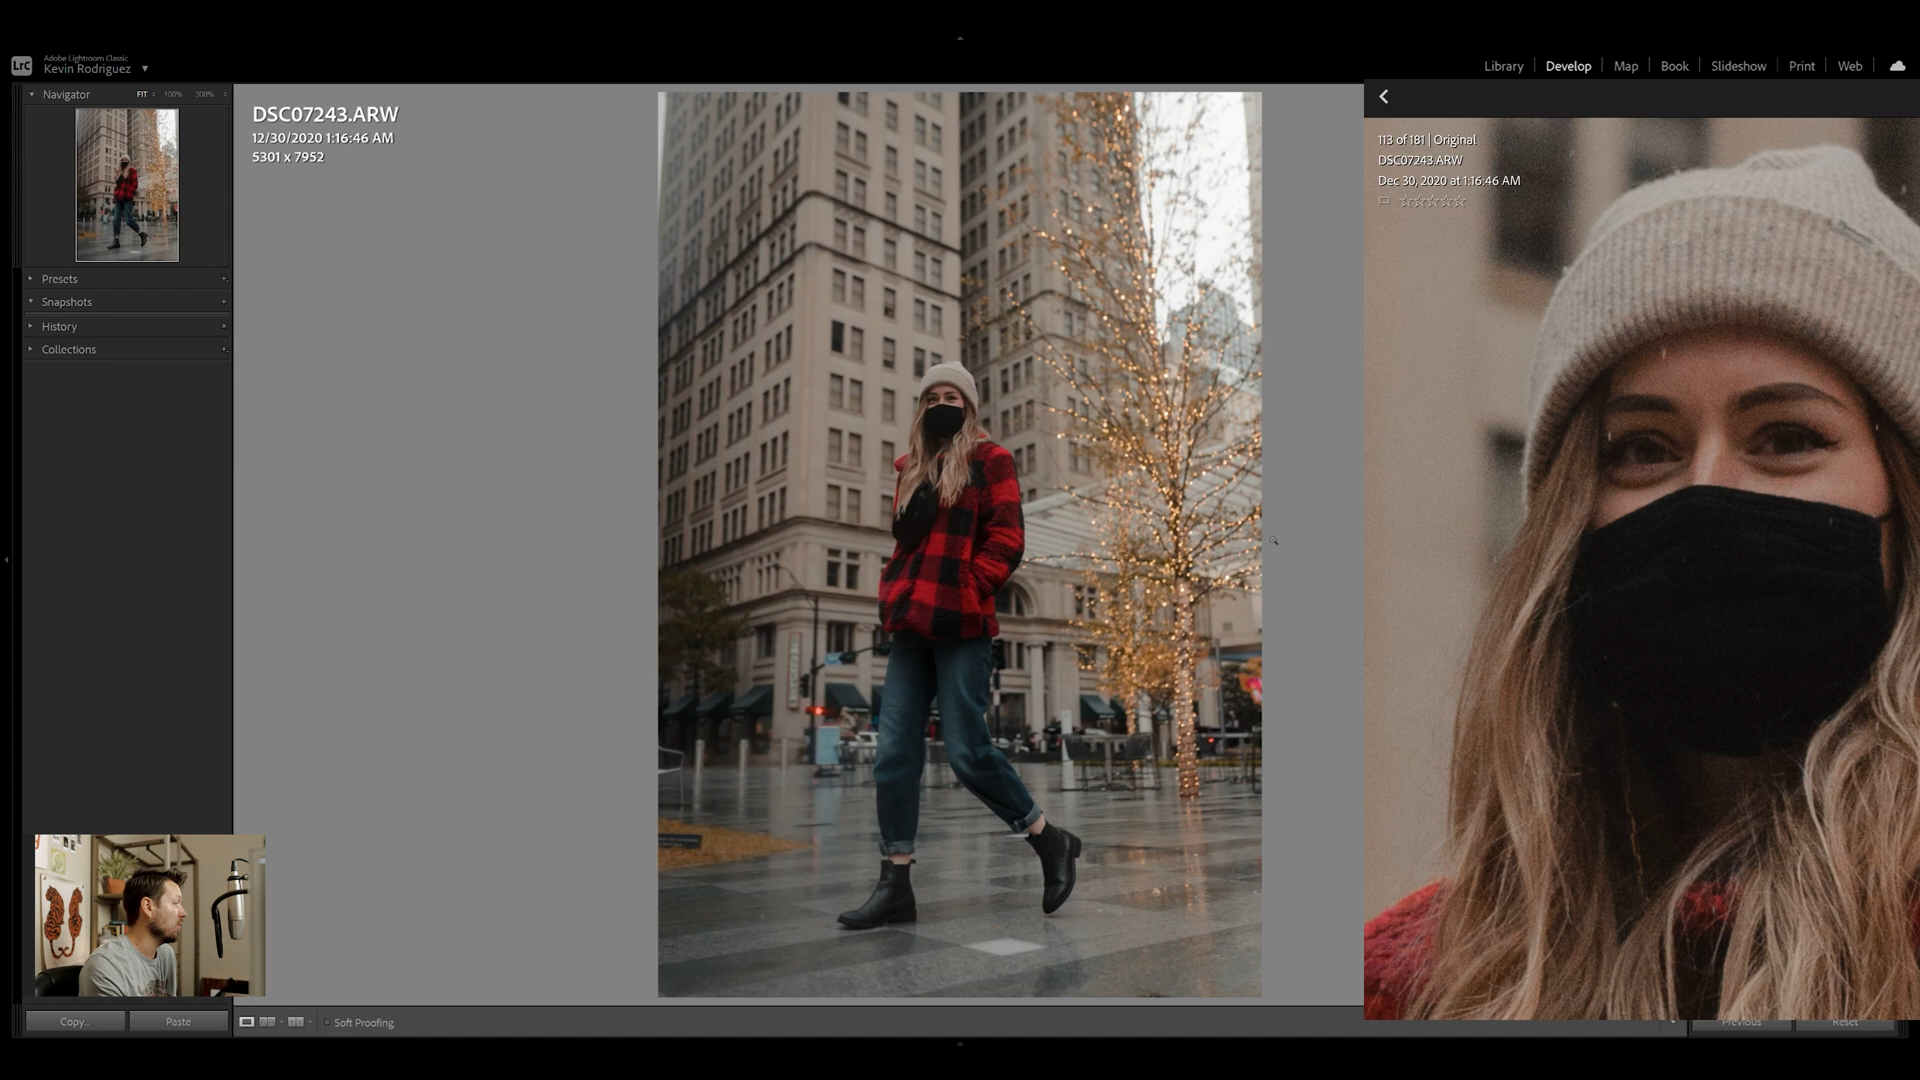 LrC
Adobe Lightroom Classic
Kevin Rodriguez
Library
Develop
Map
Book
Slideshow
Print
Web
Navigator
FIT
100%
300%
DSC07243.ARW
12/30/2020 1:16:46 AM
5301 x 7952
113 of 181 | Original
DSC07243.ARW
Dec 30, 2020 at 1:16:46 AM
Presets
Snapshots
History
Collections
Copy...
Paste
Soft Proofing
Previous
Reset